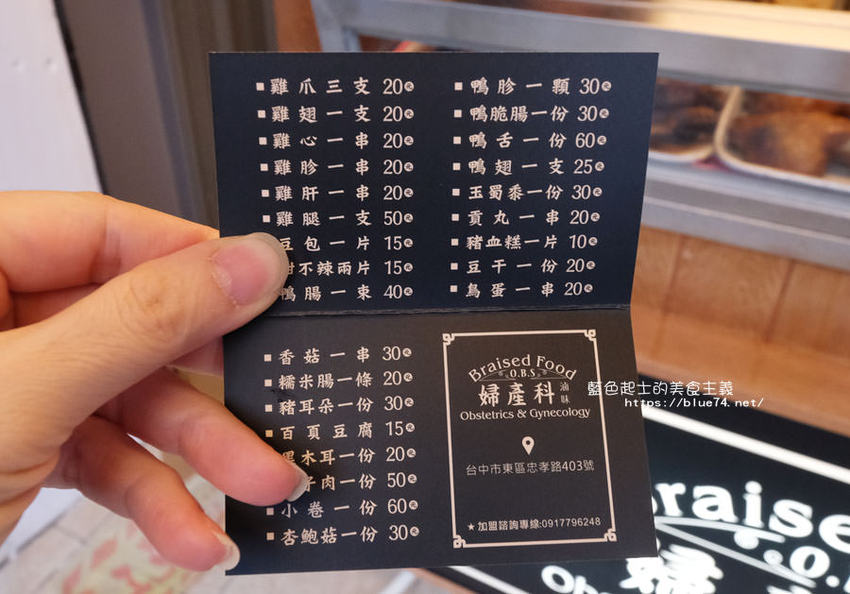 雞爪三支 20元
雞翅一支 20元
雞心一串 20元
雞胗一串 20元
雞肝一串 20元
雞腿一支 50元
豆包一片 15元
不辣兩片 15元
鴨腸一束 40元
鴨胗一顆 30元
鴨脆腸一份 30元
鴨舌一份 60元
鴨翅一支 25元
玉蜀黍一份 30元
貢丸一串 20元
豬血糕一片 10元
豆干一份 20元
鳥蛋一串 20元
香菇一串 30元
糯米腸一條 20元
豬耳朵一份 30元
百頁豆腐 15元
黑木耳一份 20元
肉一份 50元
小卷一份 60元
杏鮑菇一份 30元
Braised Food
O.B.S
婦產科 滷味
Obstetrics & Gynecology
台中市東區忠孝路403號
★加盟諮詢專線:0917796248
藍色起士的美食主義
https://blue74.net/
Braised
O.B.
婦
Ob